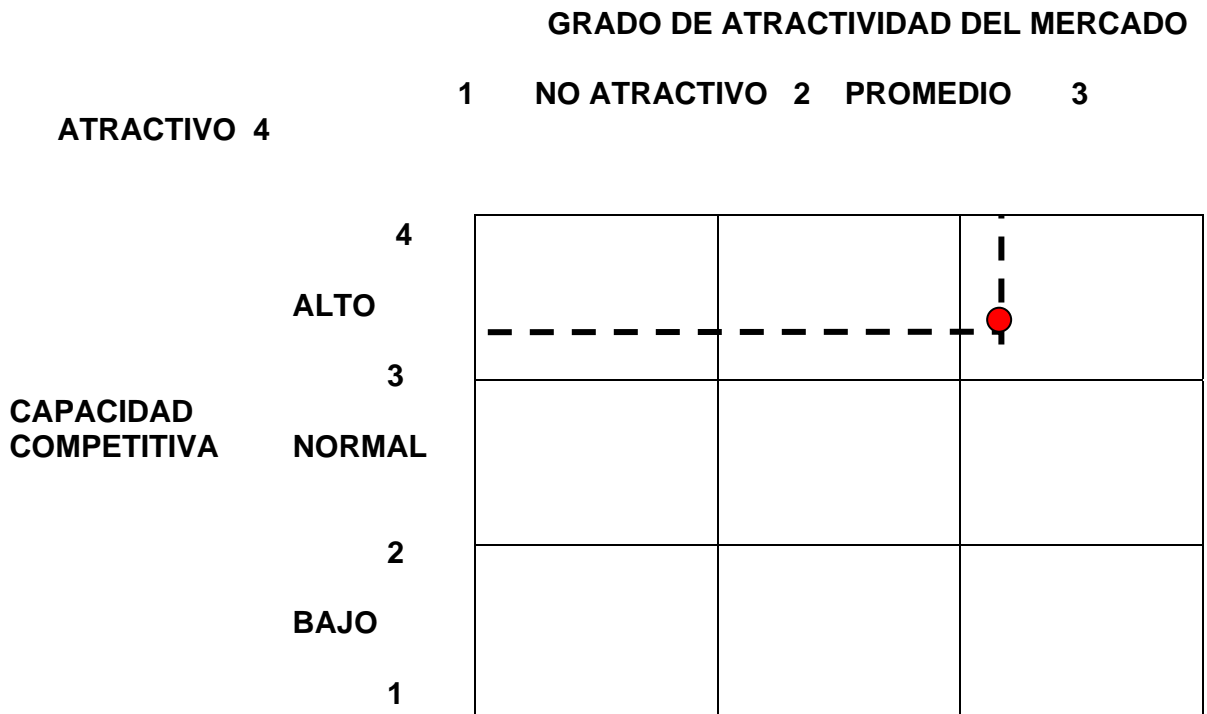 GRADO DE ATRACTIVIDAD DEL MERCADO
1 NO ATRACTIVO 2 PROMEDIO 3
ATRACTIVO 4
4
ALTO
3
CAPACIDAD
COMPETITIVA NORMAL
2
BAJO
1